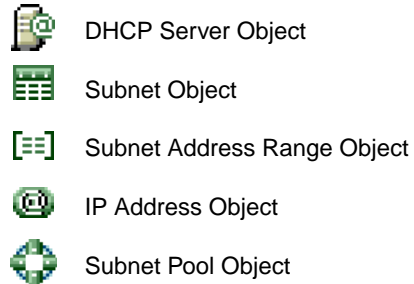 DHCP Server Object
Subnet Object
Subnet Address Range Object
IP Address Object
Subnet Pool Object